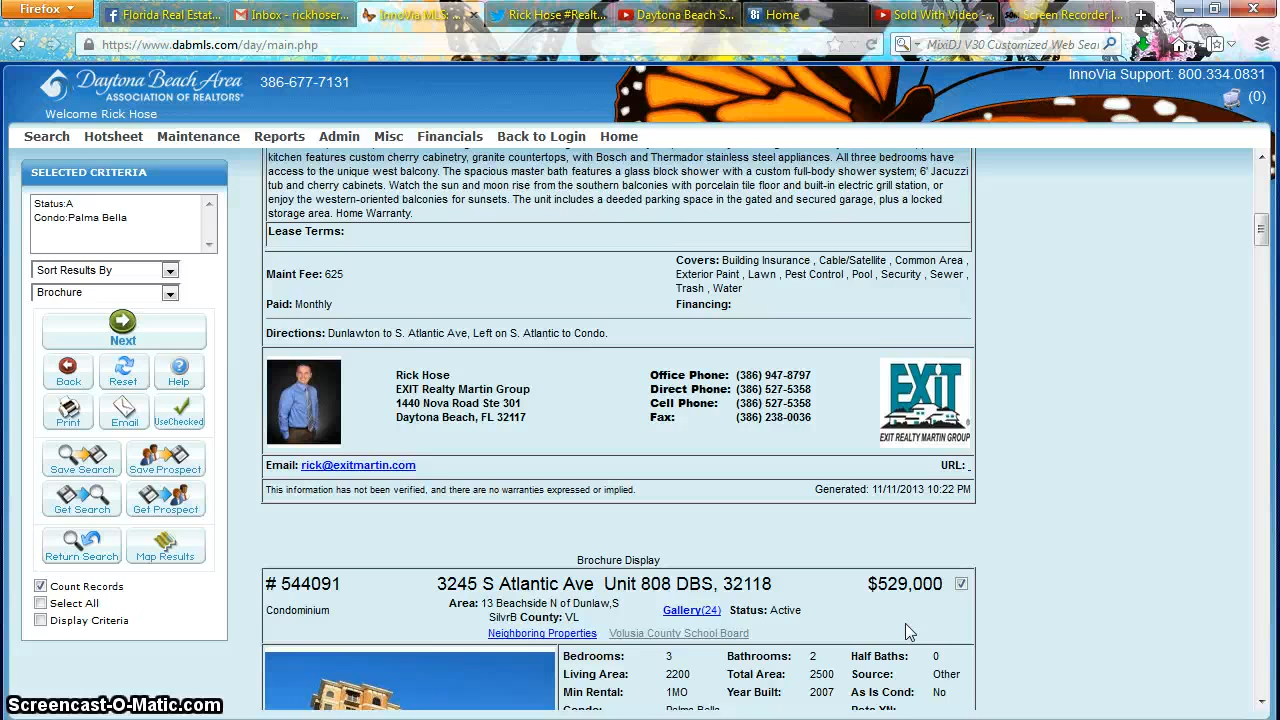 Firefox
Florida Real Estat...
Inbox - rickhoser...
InnoVia MLS: ...
Rick Hose #Realt...
Daytona Beach S...
8i Home
Sold With Video -...
Screen Recorder |...
https://www.dabmls.com/day/main.php
MixiDJ V30 Customized Web Sear
Daytona Beach Area
ASSOCIATION OF REALTORS®
386-677-7131
InnoVia Support: 800.334.0831
(0)
Welcome Rick Hose
Search Hotsheet Maintenance Reports Admin Misc Financials Back to Login Home
SELECTED CRITERIA
Status:A
Condo:Palma Bella
Sort Results By
Brochure
Next
Back Reset Help
Print Email UseChecked
Save Search Save Prospect
Get Search Get Prospect
Return Search Map Results
Count Records
Select All
Display Criteria
kitchen features custom cherry cabinetry, granite countertops, with Bosch and Thermador stainless steel appliances. All three bedrooms have
access to the unique west balcony. The spacious master bath features a glass block shower with a custom full-body shower system; 6' Jacuzzi
tub and cherry cabinets. Watch the sun and moon rise from the southern balconies with porcelain tile floor and built-in electric grill station, or
enjoy the western-oriented balconies for sunsets. The unit includes a deeded parking space in the gated and secured garage, plus a locked
storage area. Home Warranty.
Lease Terms:
Maint Fee: 625
Covers: Building Insurance , Cable/Satellite , Common Area ,
Exterior Paint , Lawn , Pest Control , Pool , Security , Sewer ,
Trash , Water
Paid: Monthly
Financing:
Directions: Dunlawton to S. Atlantic Ave, Left on S. Atlantic to Condo.
Rick Hose
EXIT Realty Martin Group
1440 Nova Road Ste 301
Daytona Beach, FL 32117
Office Phone: (386) 947-8797
Direct Phone: (386) 527-5358
Cell Phone: (386) 527-5358
Fax: (386) 238-0036
EXIT
EXIT REALTY MARTIN GROUP
Email: rick@exitmartin.com
URL:
This information has not been verified, and there are no warranties expressed or implied.
Generated: 11/11/2013 10:22 PM
Brochure Display
# 544091
3245 S Atlantic Ave Unit 808 DBS, 32118
$529,000
Condominium
Area: 13 Beachside N of Dunlaw,S
SilvrB County: VL
Gallery(24) Status: Active
Neighboring Properties Volusia County School Board
Bedrooms: 3 Bathrooms: 2 Half Baths: 0
Living Area: 2200 Total Area: 2500 Source: Other
Min Rental: 1MO Year Built: 2007 As Is Cond: No
Condo: Palma Bella Pets YN:
Screencast-O-Matic.com